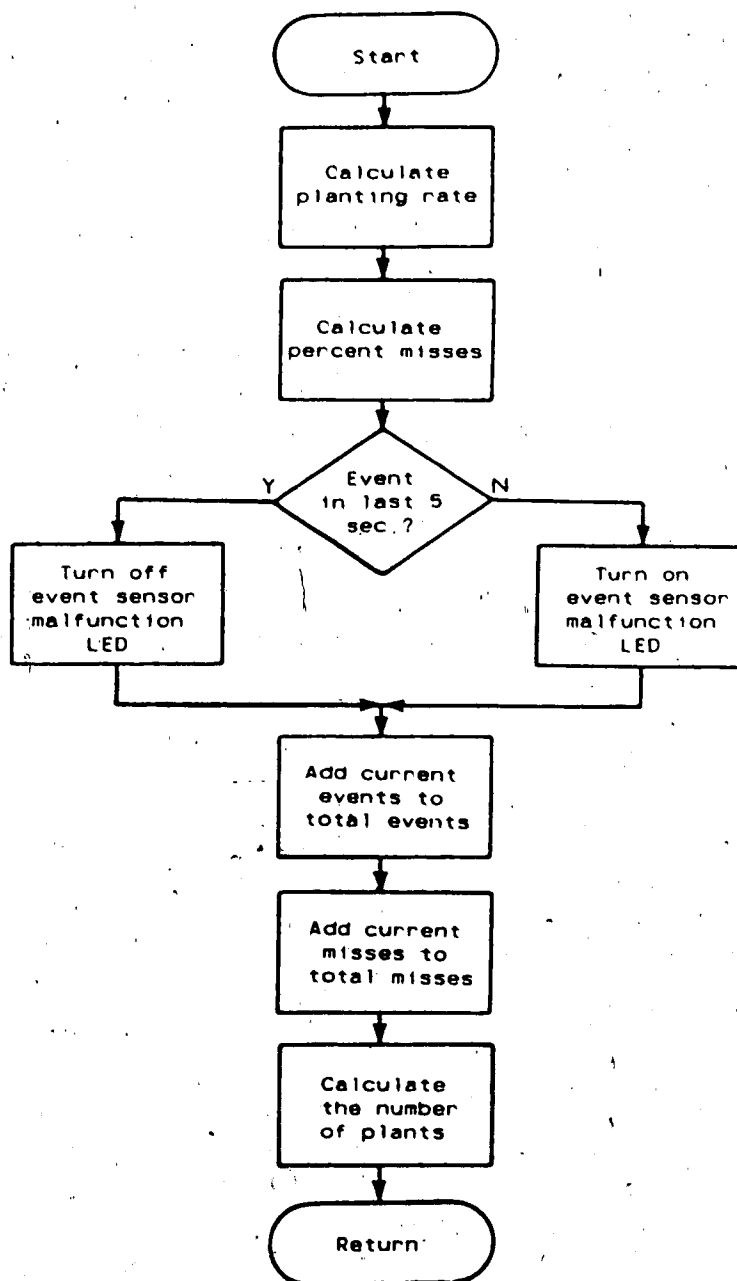 Start
Calculate
planting rate
Calculate
percent misses
Y
Event
in last 5
sec.?
N
Turn off
event sensor
malfunction
LED
Turn on
event sensor
malfunction
LED
Add current
events to
total events
Add current
misses to
total misses
Calculate
the number
of plants
Return